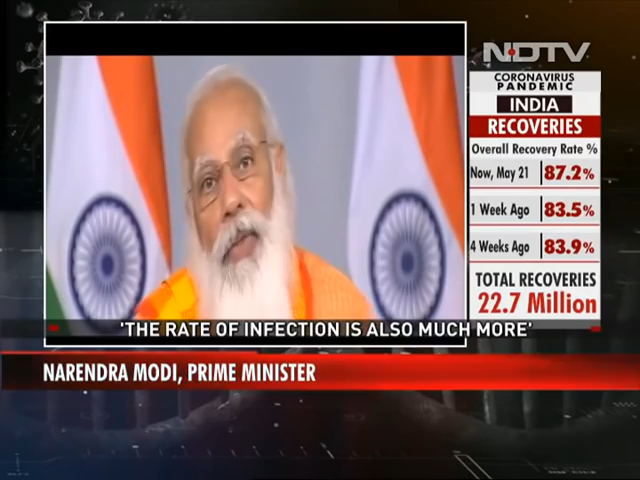 NDTV
CORONAVIRUS
PANDEMIC
INDIA
RECOVERIES
Overall Recovery Rate %
Now, May 21 87.2%
1 Week Ago 83.5%
4 Weeks Ago 83.9%
TOTAL RECOVERIES
22.7 Million
'THE RATE OF INFECTION IS ALSO MUCH MORE'
NARENDRA MODI, PRIME MINISTER